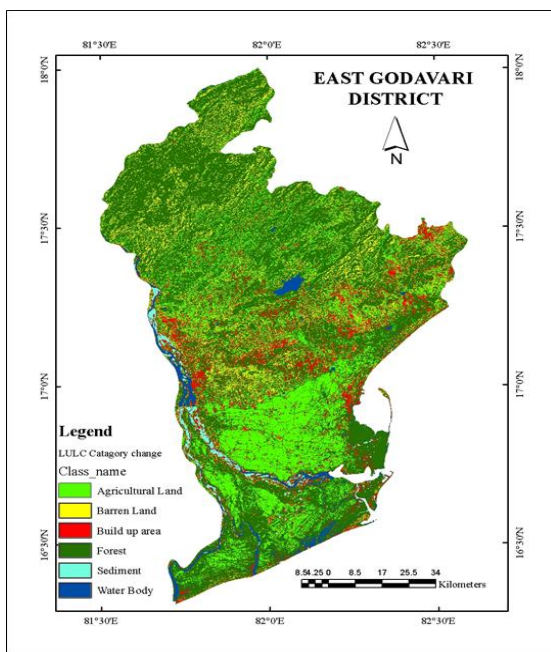 81°30'E 82°0'E 82°30'E
18°0'N 18°0'N
EAST GODAVARI
DISTRICT
N
17°30'N 17°30'N
17°0'N 17°0'N
Legend
LULC Catagory change
Class_name
Agricultural Land
Barren Land
Build up area
Forest
Sediment
Water Body
16°30'N 16°30'N
8.54.25 0 8.5 17 25.5 34
Kilometers
81°30'E 82°0'E 82°30'E